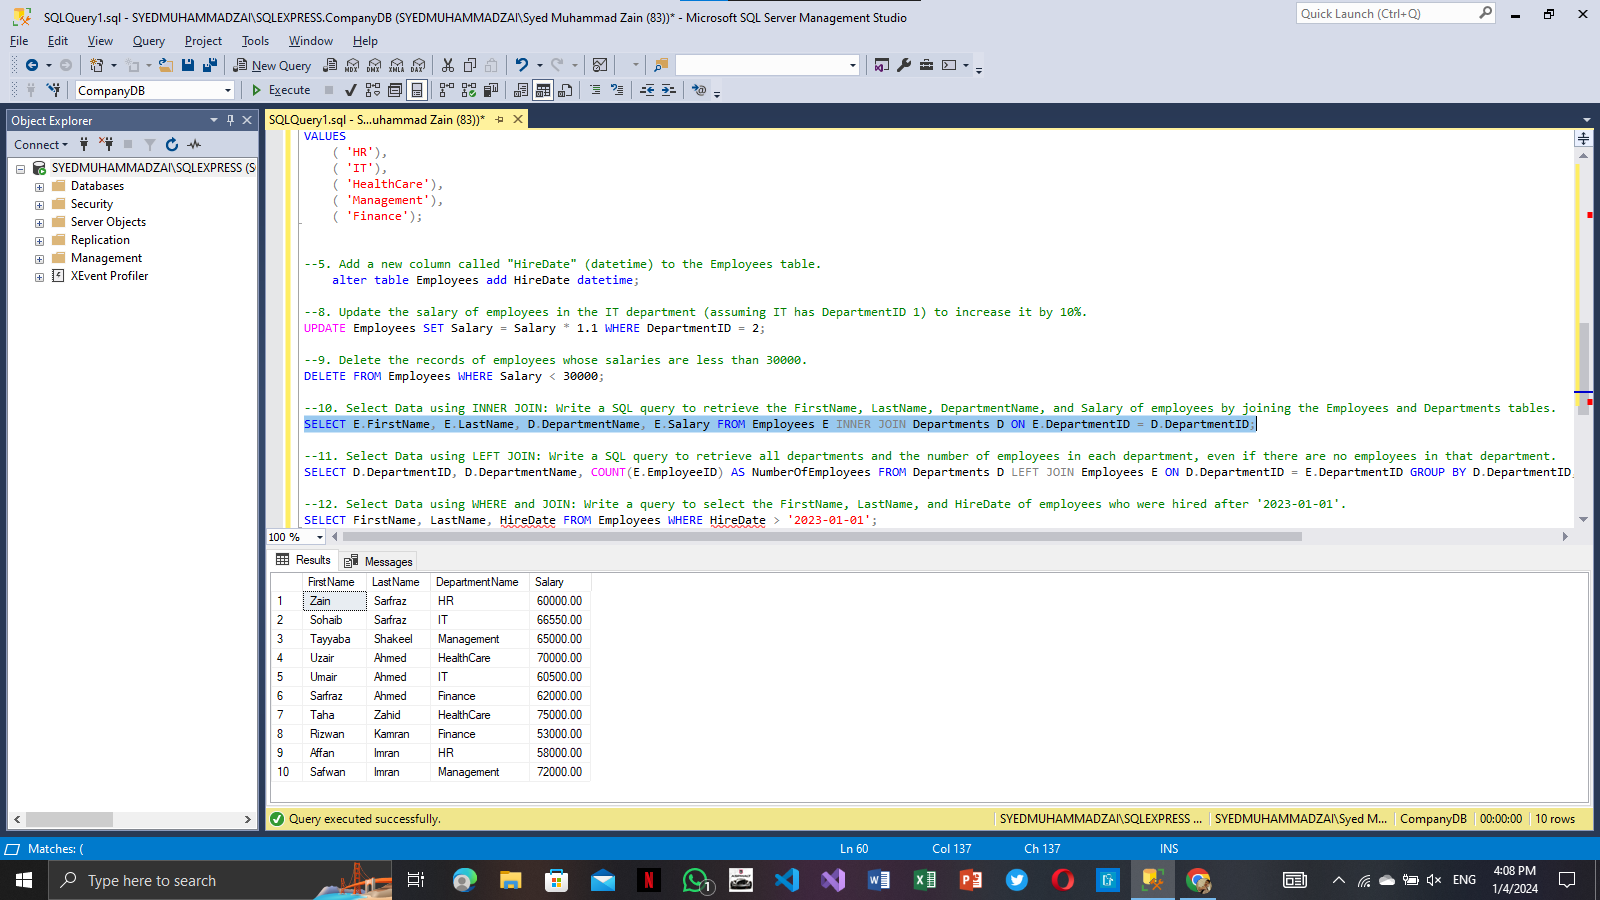 SQLQuery1.sql - SYEDMUHAMMADZAI\SQLEXPRESS.CompanyDB (SYEDMUHAMMADZAI\Syed Muhammad Zain (83))* - Microsoft SQL Server Management Studio
Quick Launch (Ctrl+Q)
File Edit View Query Project Tools Window Help
New Query MDX DMX XMLA DAX
CompanyDB Execute
Object Explorer
SQLQuery1.sql - S...uhammad Zain (83))*
Connect
SYEDMUHAMMADZAI\SQLEXPRESS (S
Databases
Security
Server Objects
Replication
Management
XEvent Profiler
VALUES
( 'HR'),
( 'IT'),
( 'HealthCare'),
( 'Management'),
( 'Finance');
--5. Add a new column called "HireDate" (datetime) to the Employees table.
alter table Employees add HireDate datetime;
--8. Update the salary of employees in the IT department (assuming IT has DepartmentID 1) to increase it by 10%.
UPDATE Employees SET Salary = Salary * 1.1 WHERE DepartmentID = 2;
--9. Delete the records of employees whose salaries are less than 30000.
DELETE FROM Employees WHERE Salary < 30000;
--10. Select Data using INNER JOIN: Write a SQL query to retrieve the FirstName, LastName, DepartmentName, and Salary of employees by joining the Employees and Departments tables.
SELECT E.FirstName, E.LastName, D.DepartmentName, E.Salary FROM Employees E INNER JOIN Departments D ON E.DepartmentID = D.DepartmentID;
--11. Select Data using LEFT JOIN: Write a SQL query to retrieve all departments and the number of employees in each department, even if there are no employees in that department.
SELECT D.DepartmentID, D.DepartmentName, COUNT(E.EmployeeID) AS NumberOfEmployees FROM Departments D LEFT JOIN Employees E ON D.DepartmentID = E.DepartmentID GROUP BY D.DepartmentID,
--12. Select Data using WHERE and JOIN: Write a query to select the FirstName, LastName, and HireDate of employees who were hired after '2023-01-01'.
SELECT FirstName, LastName, HireDate FROM Employees WHERE HireDate > '2023-01-01';
100 %
Results Messages
FirstName LastName DepartmentName Salary
1 Zain Sarfraz HR 60000.00
2 Sohaib Sarfraz IT 66550.00
3 Tayyaba Shakeel Management 65000.00
4 Uzair Ahmed HealthCare 70000.00
5 Umair Ahmed IT 60500.00
6 Sarfraz Ahmed Finance 62000.00
7 Taha Zahid HealthCare 75000.00
8 Rizwan Kamran Finance 53000.00
9 Affan Imran HR 58000.00
10 Safwan Imran Management 72000.00
Query executed successfully. SYEDMUHAMMADZAI\SQLEXPRESS ... SYEDMUHAMMADZAI\Syed M... CompanyDB 00:00:00 10 rows
Matches: ( Ln 60 Col 137 Ch 137 INS
Type here to search
1
ENG
4:08 PM
1/4/2024